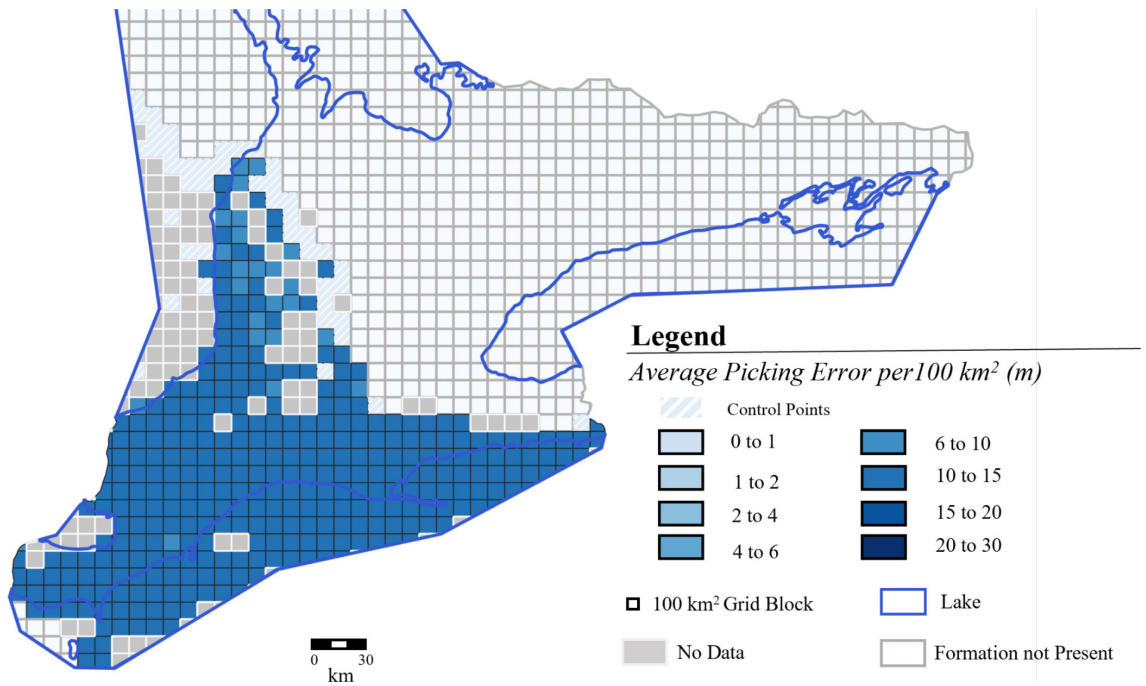 Legend
Average Picking Error per100 km² (m)
Control Points
0 to 1
6 to 10
1 to 2
10 to 15
2 to 4
15 to 20
4 to 6
20 to 30
100 km² Grid Block
Lake
No Data
Formation not Present
0 30
km